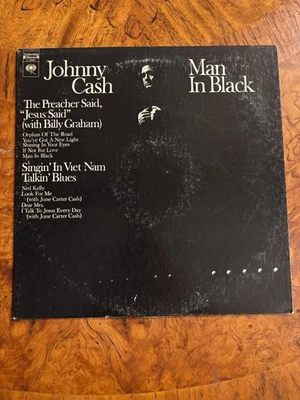 Johnny
Cash
Man
In Black
The Preacher Said,
"Jesus Said"
(with Billy Graham)
Orphan Of The Road
You've Got A New Light
Shining In Your Eyes
If Not For Love
Man In Black
Singin' In Viet Nam
Talkin' Blues
Ned Kelly
Look For Me
(with June Carter Cash)
Dear Mrs.
I Talk To Jesus Every Day
(with June Carter Cash)